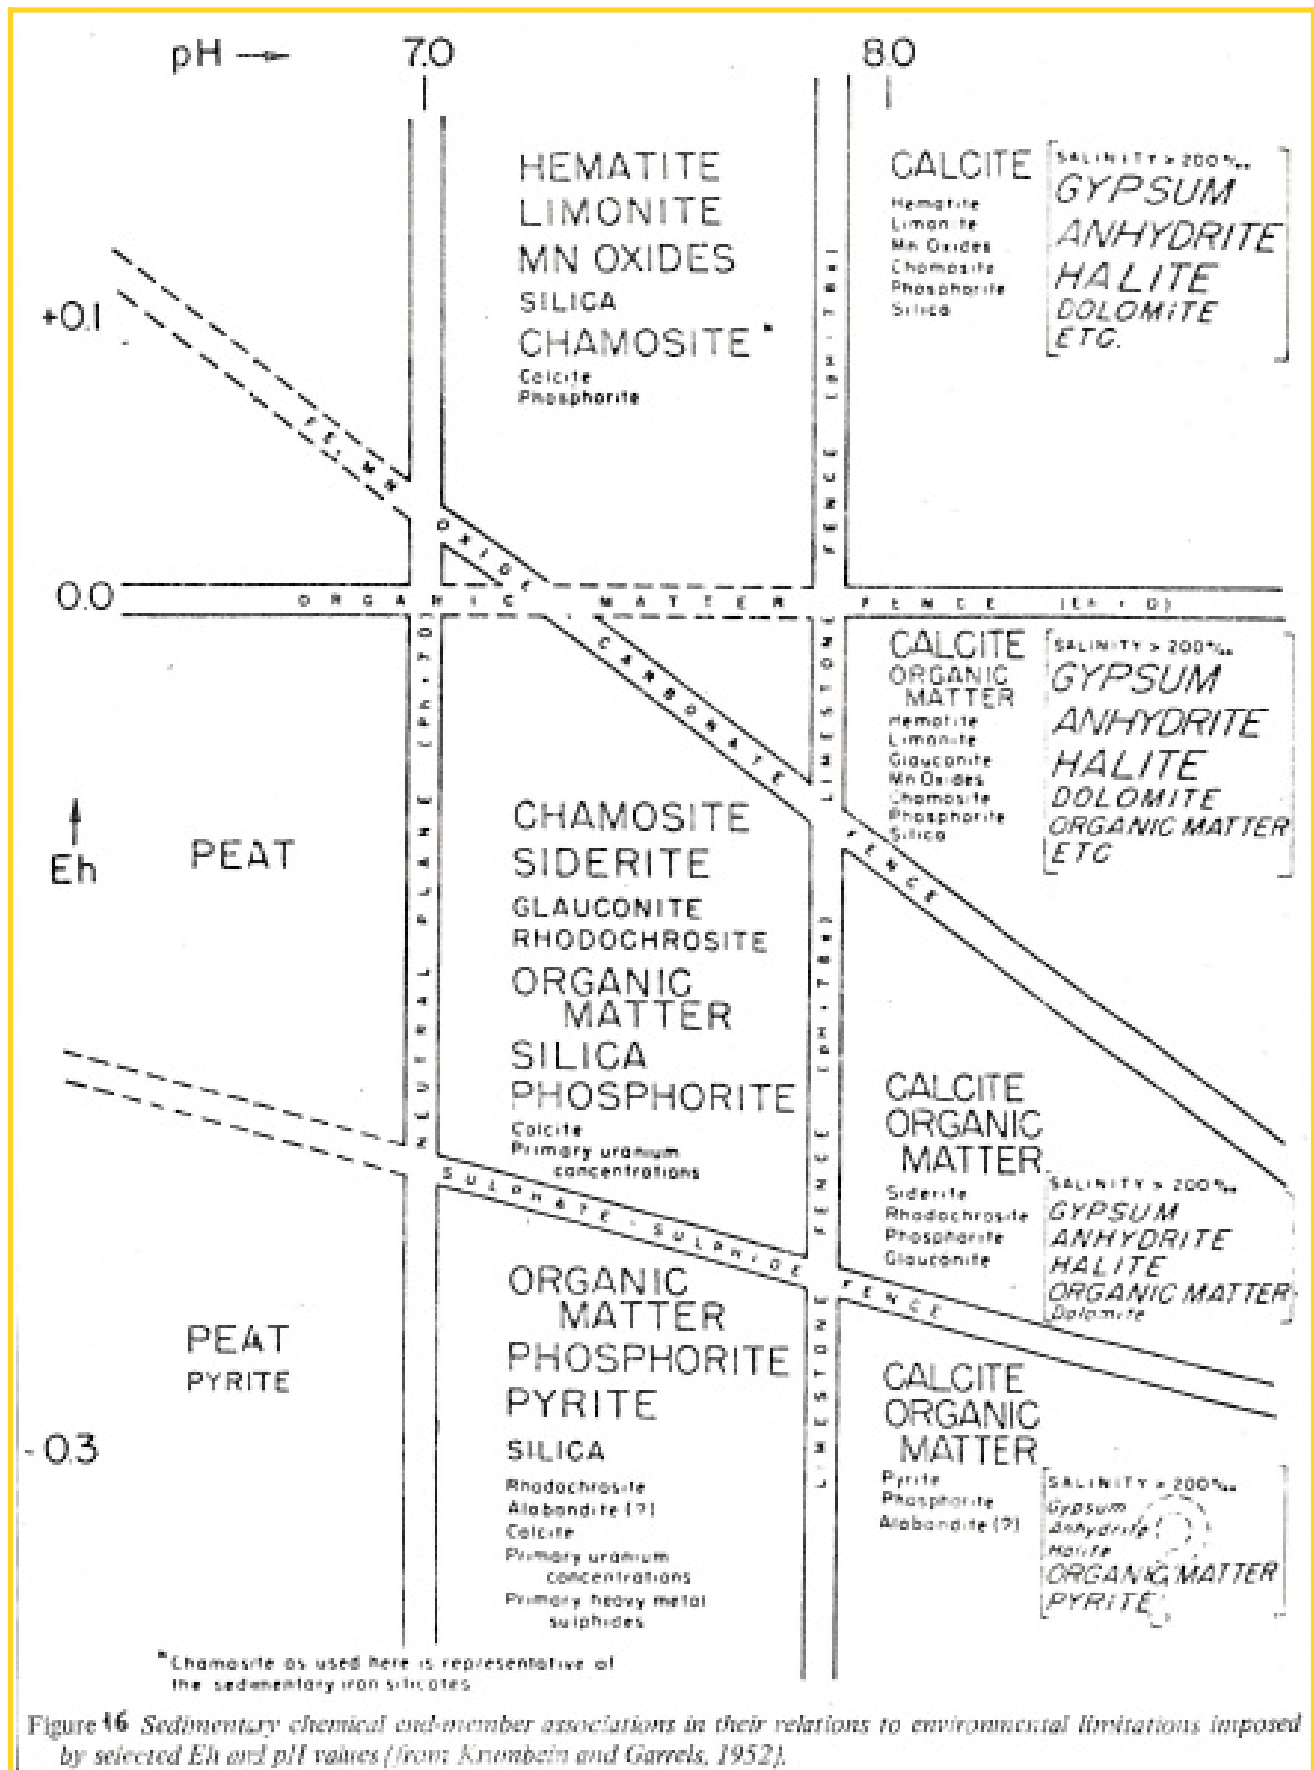 pH → 7.0 8.0
HEMATITE
LIMONITE
MN OXIDES
SILICA
CHAMOSITE*
Calcite
Phosphorite
CALCITE
Hematite
Limonite
Mn Oxides
Chamosite
Phosphorite
Silica
SALINITY > 200‰
GYPSUM
ANHYDRITE
HALITE
DOLOMITE
ETC.
+0.1
FE, MN OXIDE CARBONATE FENCE
0.0
ORGANIC MATTER FENCE (Eh = 0)
NEUTRAL PLANE (Ph = 7.0)
LIMESTONE FENCE (pH = 7.8)
CALCITE
ORGANIC
MATTER
Hematite
Limonite
Glauconite
Mn Oxides
Chamosite
Phosphorite
Silica
SALINITY > 200‰
GYPSUM
ANHYDRITE
HALITE
DOLOMITE
ORGANIC MATTER
ETC
↑
Eh
PEAT
CHAMOSITE
SIDERITE
GLAUCONITE
RHODOCHROSITE
ORGANIC
MATTER
SILICA
PHOSPHORITE
Calcite
Primary uranium
concentrations
LIMESTONE FENCE (pH = 7.8)
CALCITE
ORGANIC
MATTER
Siderite
Rhodochrosite
Phosphorite
Glauconite
SALINITY > 200‰
GYPSUM
ANHYDRITE
HALITE
ORGANIC MATTER
Dolomite
SULPHATE - SULPHIDE FENCE
PEAT
PYRITE
- 0.3
ORGANIC
MATTER
PHOSPHORITE
PYRITE
SILICA
Rhodochrosite
Alabandite (?)
Calcite
Primary uranium
concentrations
Primary heavy metal
sulphides
CALCITE
ORGANIC
MATTER
Pyrite
Phosphorite
Alabandite (?)
SALINITY > 200‰
Gypsum
Anhydrite
Halite
ORGANIC MATTER
PYRITE
*Chamosite as used here is representative of
the sedimentary iron silicates
Figure 16 Sedimentary chemical end-member associations in their relations to environmental limitations imposed
by selected Eh and pH values (from Krumbein and Garrels, 1952).